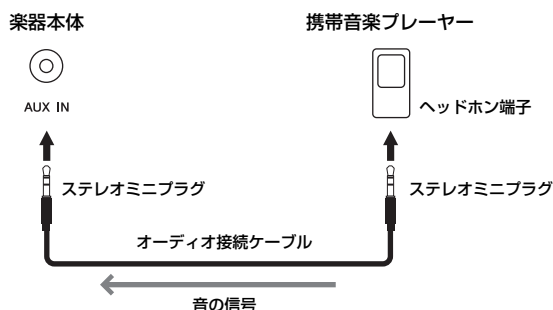 楽器本体
携帯音楽プレーヤー
AUX IN
ヘッドホン端子
ステレオミニプラグ
ステレオミニプラグ
オーディオ接続ケーブル
音の信号